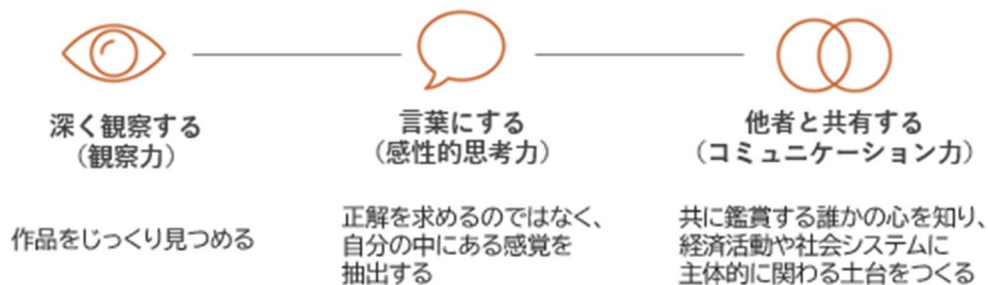 深く観察する
（観察力）
作品をじっくり見つめる
言葉にする
（感性的思考力）
正解を求めるのではなく、
自分の中にある感覚を
抽出する
他者と共有する
（コミュニケーション力）
共に鑑賞する誰かの心を知り、
経済活動や社会システムに
主体的に関わる土台をつくる